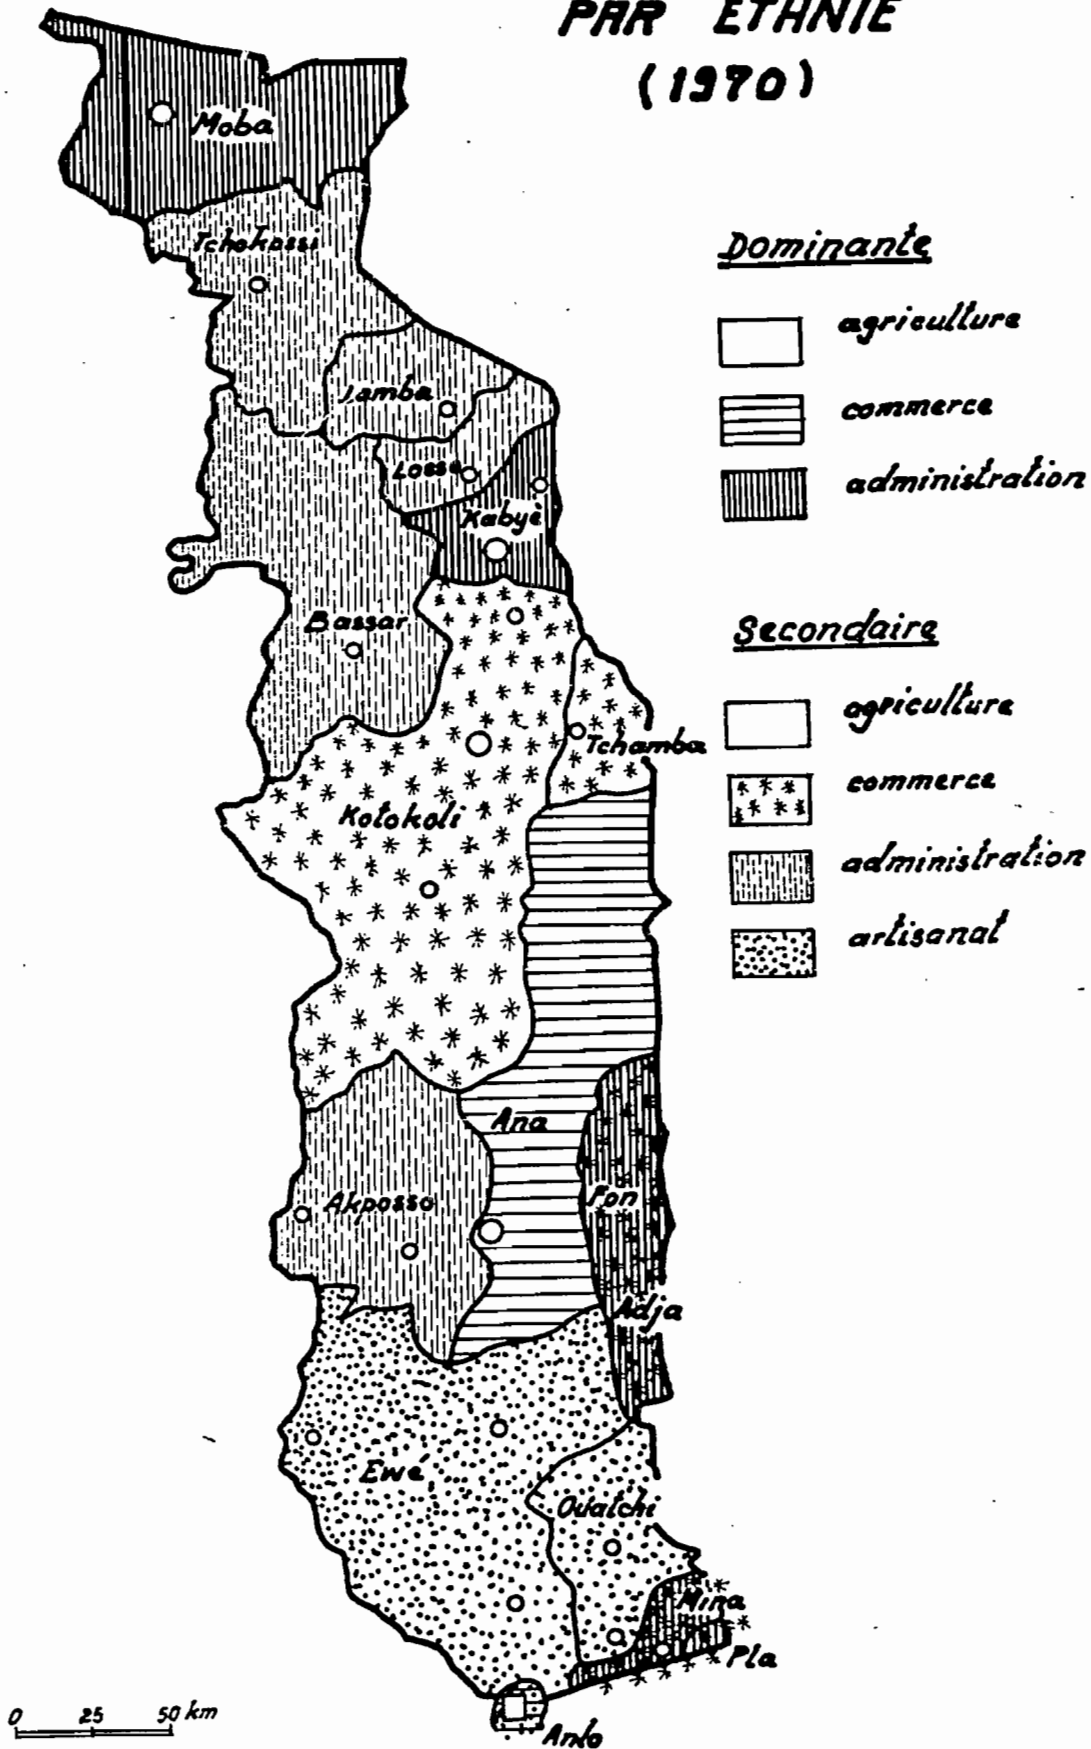 PAR ETHNIE
(1970)
Moba
Tchokossi
Lamba
Losso
Kabyè
Bassar
Tchamba
Kotokoli
Ana
Akposso
Fon
Adja
Ewé
Ouatchi
Mina
Pla
Anlo
Dominante
agriculture
commerce
administration
Secondaire
agriculture
commerce
administration
artisanat
0 25 50 km